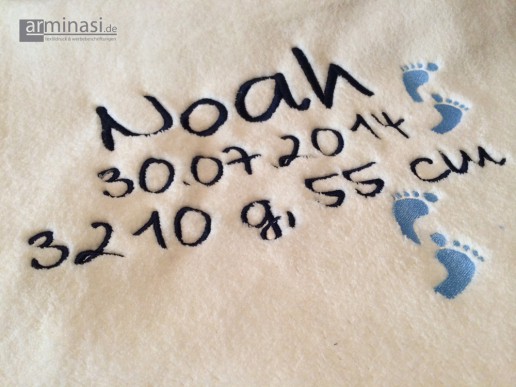 arminasi.de
Noah
30.07.2014
3210 g, 55 cm